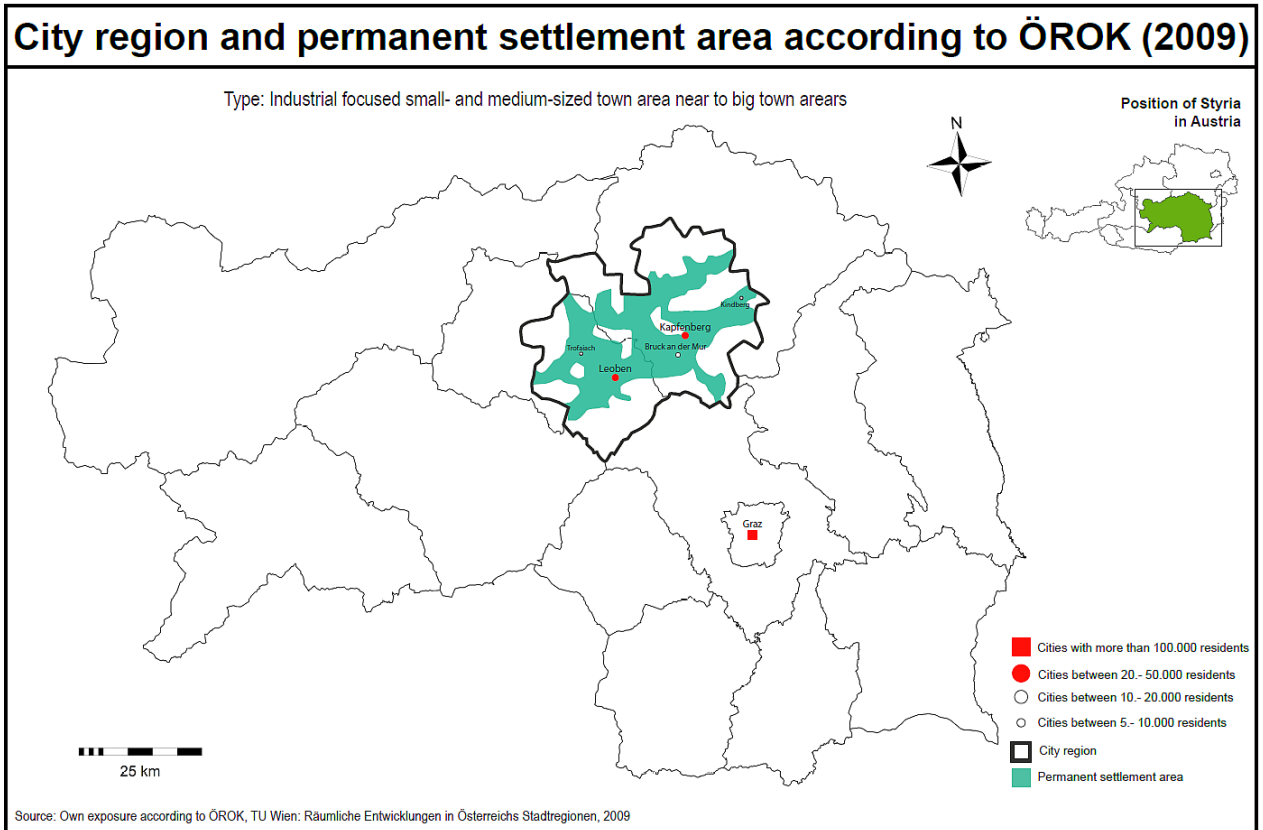 City region and permanent settlement area according to ÖROK (2009)
Type: Industrial focused small- and medium-sized town area near to big town arears
Position of Styria
in Austria
N
Kindberg
Kapfenberg
Bruck an der Mur
Trofaiach
Leoben
Graz
Cities with more than 100.000 residents
Cities between 20.- 50.000 residents
Cities between 10.- 20.000 residents
Cities between 5.- 10.000 residents
City region
Permanent settlement area
25 km
Source: Own exposure according to ÖROK, TU Wien: Räumliche Entwicklungen in Österreichs Stadtregionen, 2009